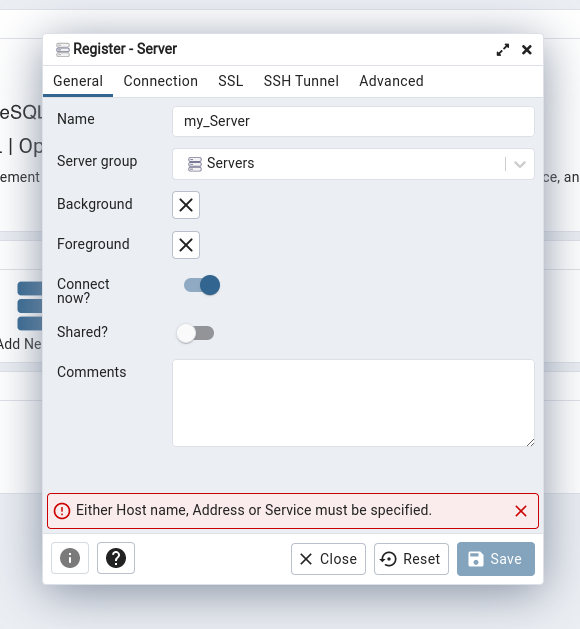 Register - Server
General Connection SSL SSH Tunnel Advanced
Name my_Server
Server group Servers
Background
Foreground
Connect
now?
Shared?
Comments
Either Host name, Address or Service must be specified.
Close Reset Save
eSQL
| Op
ement
ce, an
Add Ne